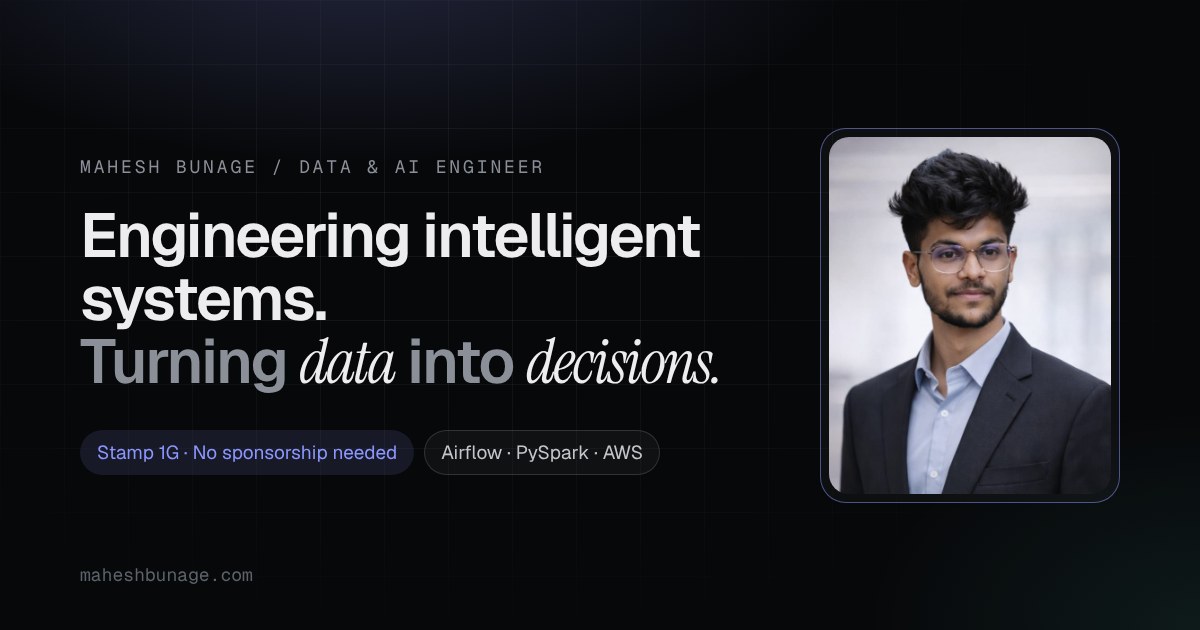 MAHESH BUNAGE / DATA & AI ENGINEER
Engineering intelligent
systems.
Turning data into decisions.
Stamp 1G · No sponsorship needed
Airflow · PySpark · AWS
maheshbunage.com